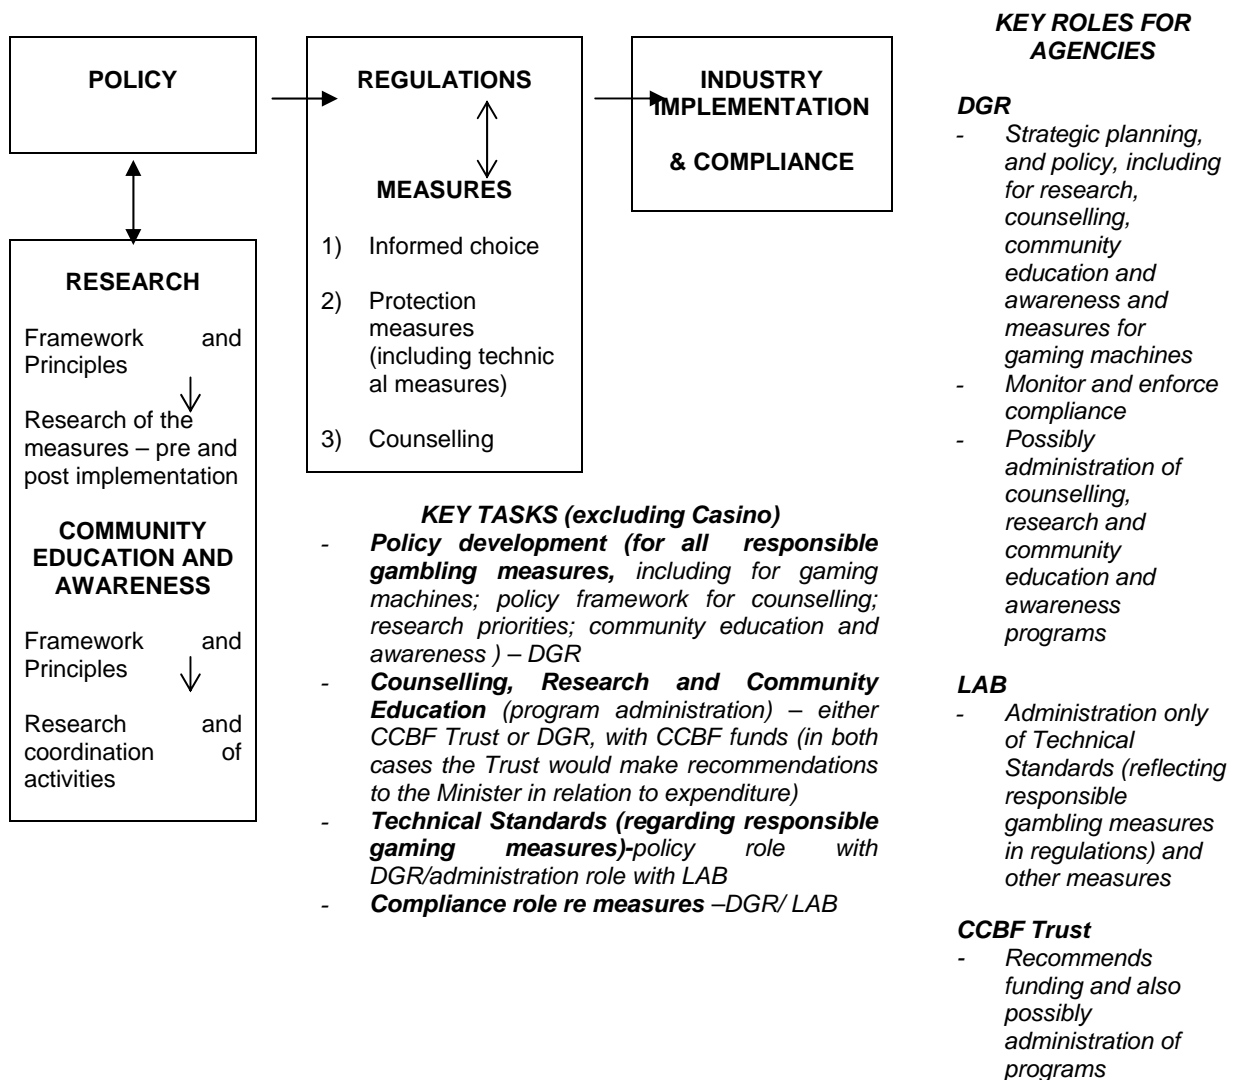 POLICY
REGULATIONS
MEASURES
1) Informed choice
2) Protection
measures
(including technic
al measures)
3) Counselling
INDUSTRY
IMPLEMENTATION
& COMPLIANCE
RESEARCH
Framework and
Principles
Research of the
measures – pre and
post implementation
COMMUNITY
EDUCATION AND
AWARENESS
Framework and
Principles
Research and
coordination of
activities
KEY TASKS (excluding Casino)
- Policy development (for all responsible
gambling measures, including for gaming
machines; policy framework for counselling;
research priorities; community education and
awareness ) – DGR
- Counselling, Research and Community
Education (program administration) – either
CCBF Trust or DGR, with CCBF funds (in both
cases the Trust would make recommendations
to the Minister in relation to expenditure)
- Technical Standards (regarding responsible
gaming measures)-policy role with
DGR/administration role with LAB
- Compliance role re measures –DGR/ LAB
KEY ROLES FOR
AGENCIES
DGR
- Strategic planning,
and policy, including
for research,
counselling,
community
education and
awareness and
measures for
gaming machines
- Monitor and enforce
compliance
- Possibly
administration of
counselling,
research and
community
education and
awareness
programs
LAB
- Administration only
of Technical
Standards (reflecting
responsible
gambling measures
in regulations) and
other measures
CCBF Trust
- Recommends
funding and also
possibly
administration of
programs